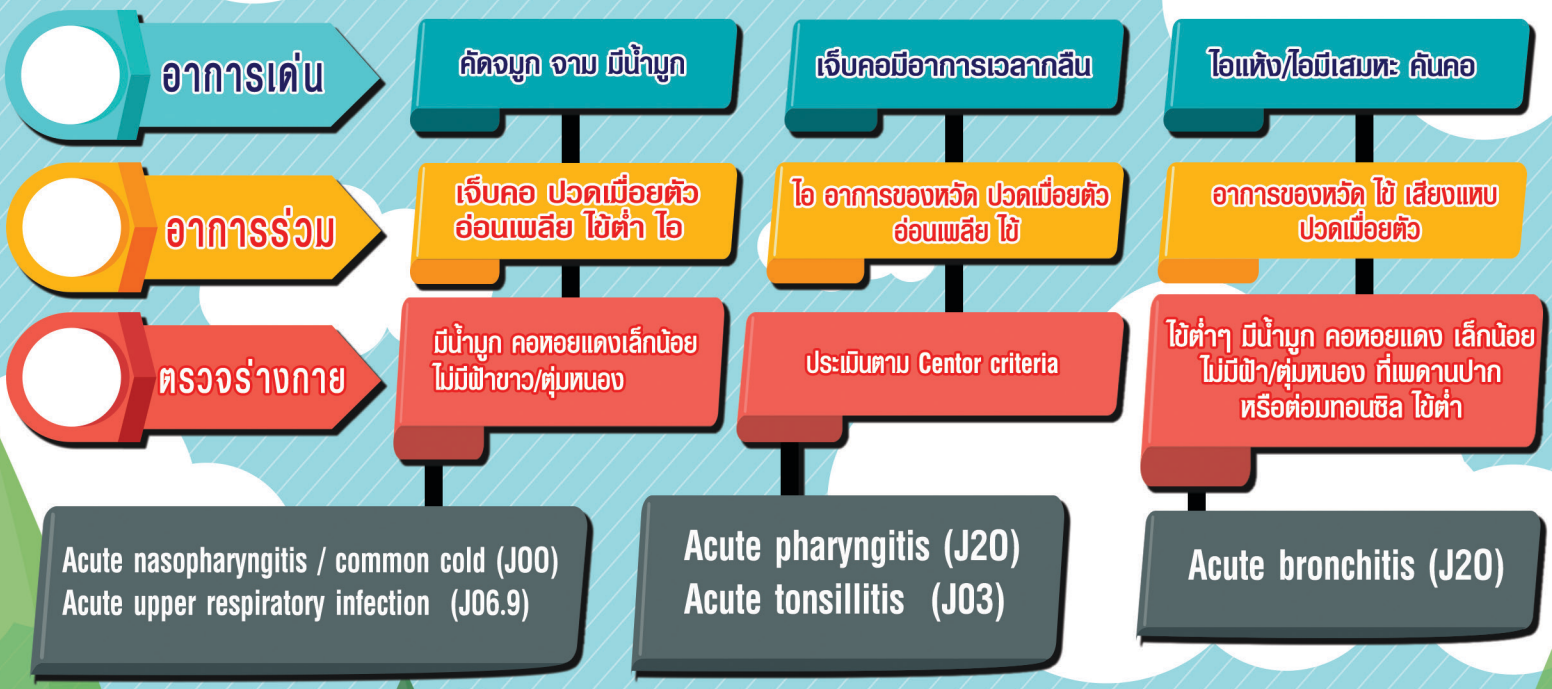 อาการเด่น
คัดจมูก จาม มีน้ำมูก
เจ็บคอมีอาการเวลากลืน
ไอแห้ง/ไอมีเสมหะ คันคอ
อาการร่วม
เจ็บคอ ปวดเมื่อยตัว
อ่อนเพลีย ไข้ต่ำ ไอ
ไอ อาการของหวัด ปวดเมื่อยตัว
อ่อนเพลีย ไข้
อาการของหวัด ไข้ เสียงแหบ
ปวดเมื่อยตัว
ตรวจร่างกาย
มีน้ำมูก คอหอยแดงเล็กน้อย
ไม่มีฝ้าขาว/ตุ่มหนอง
ประเมินตาม Centor criteria
ไข้ต่ำๆ มีน้ำมูก คอหอยแดง เล็กน้อย
ไม่มีฝ้า/ตุ่มหนอง ที่เพดานปาก
หรือต่อมทอนซิล ไข้ต่ำ
Acute nasopharyngitis / common cold (J00)
Acute upper respiratory infection (J06.9)
Acute pharyngitis (J20)
Acute tonsillitis (J03)
Acute bronchitis (J20)